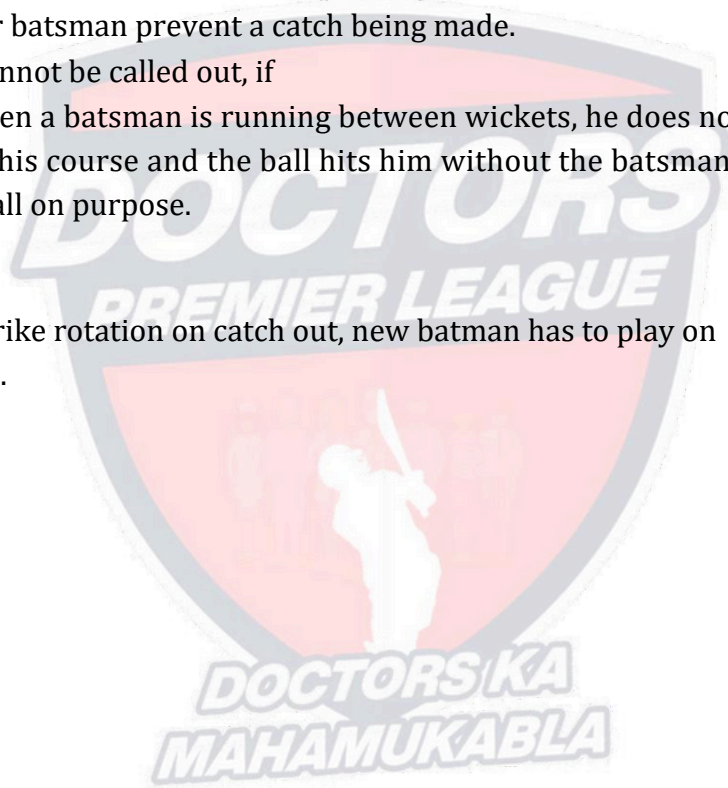 r batsman prevent a catch being made.
nnot be called out, if
en a batsman is running between wickets, he does no
his course and the ball hits him without the batsman
all on purpose.
DOCTORS
PREMIER LEAGUE
rike rotation on catch out, new batman has to play on
.
DOCTORS KA
MAHAMUKABLA